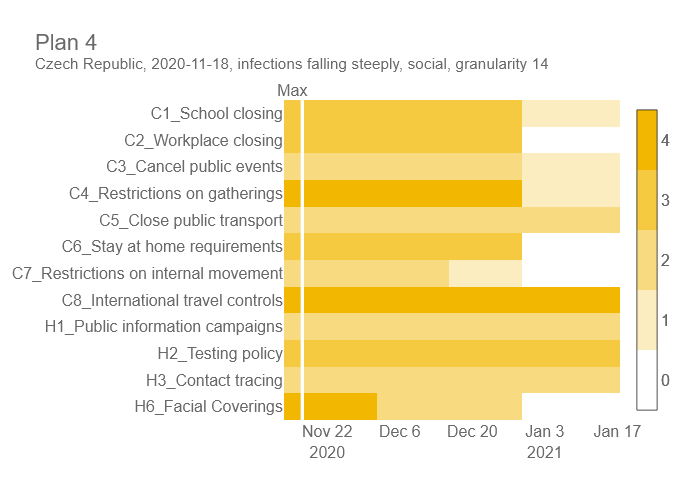 Plan 4
Czech Republic, 2020-11-18, infections falling steeply, social, granularity 14
Max
C1_School closing
C2_Workplace closing
C3_Cancel public events
C4_Restrictions on gatherings
C5_Close public transport
C6_Stay at home requirements
C7_Restrictions on internal movement
C8_International travel controls
H1_Public information campaigns
H2_Testing policy
H3_Contact tracing
H6_Facial Coverings
4
3
2
1
0
Nov 22 Dec 6 Dec 20 Jan 3 Jan 17
2020 2021